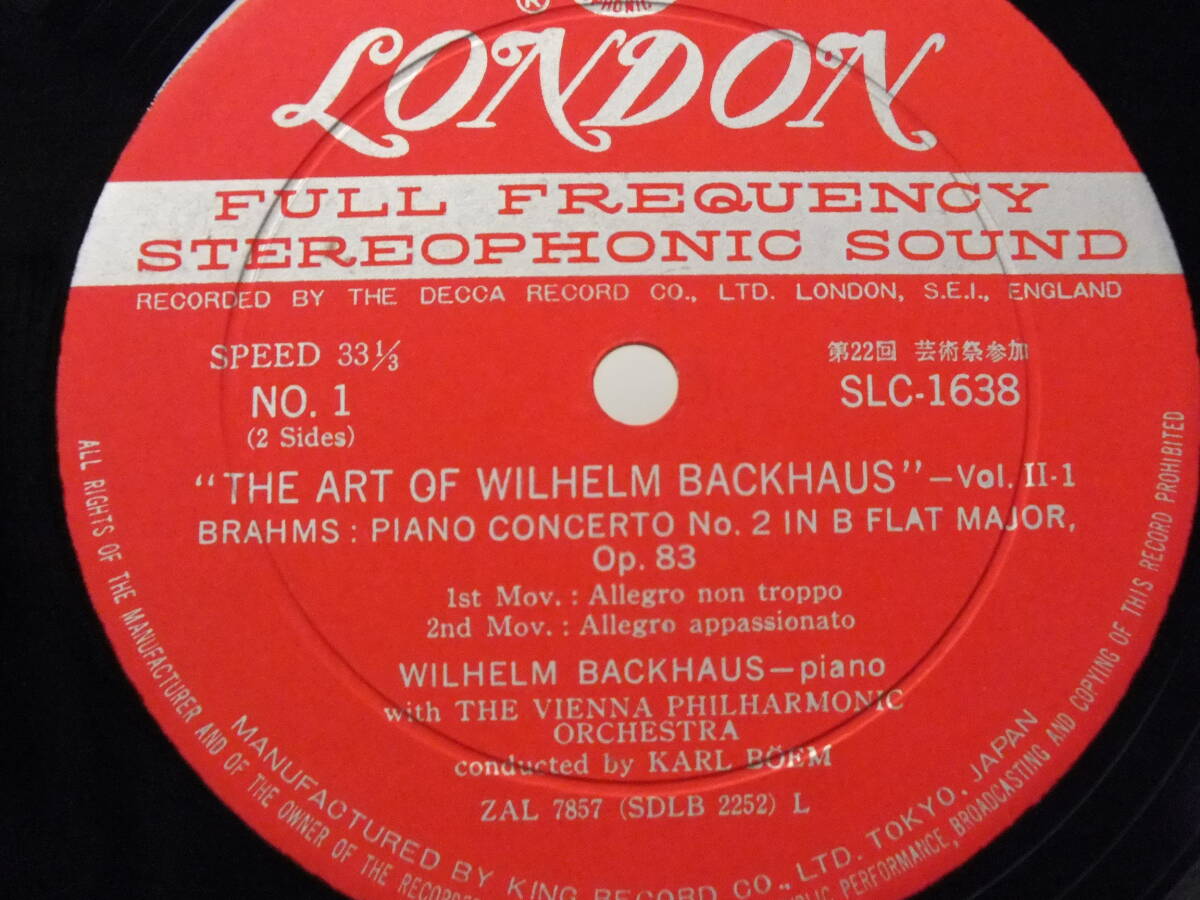 ®
PHONIC
LONDON
FULL FREQUENCY
STEREOPHONIC SOUND
RECORDED BY THE DECCA RECORD CO., LTD. LONDON, S.E.I., ENGLAND
SPEED 33⅓
NO. 1
(2 Sides)
第22回 芸術祭参加
SLC-1638
"THE ART OF WILHELM BACKHAUS"—Vol. II-1
BRAHMS : PIANO CONCERTO No. 2 IN B FLAT MAJOR,
Op. 83
1st Mov. : Allegro non troppo
2nd Mov. : Allegro appassionato
WILHELM BACKHAUS—piano
with THE VIENNA PHILHARMONIC
ORCHESTRA
conducted by KARL BÖEM
ZAL 7857 (SDLB 2252) L
MANUFACTURED BY KING RECORD CO., LTD. TOKYO, JAPAN
ALL RIGHTS OF THE MANUFACTURER AND OF THE OWNER OF THE RECORDED
PERFORMANCE, BROADCASTING AND COPYING OF THIS RECORD PROHIBITED